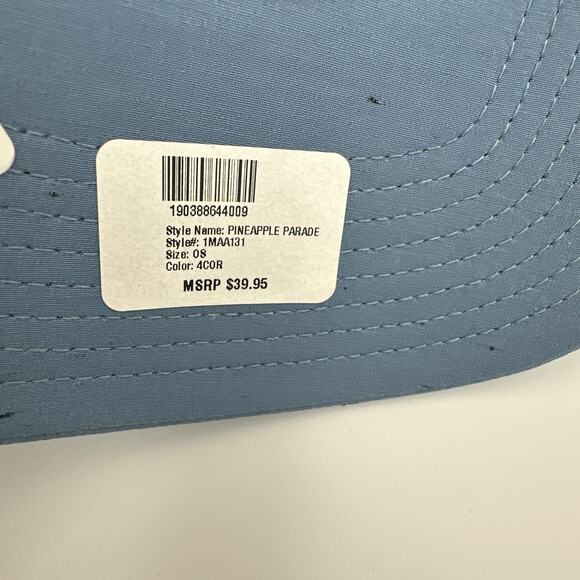 190388644009
Style Name: PINEAPPLE PARADE
Style#: 1MAA131
Size: OS
Color: 4COR
MSRP $39.95